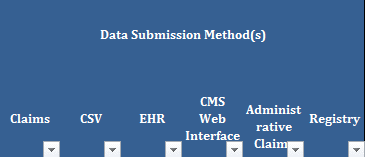 Data Submission Method(s)
Claims
CSV
EHR
CMS
Web
Interface
Administ
rative
Claim
Registry